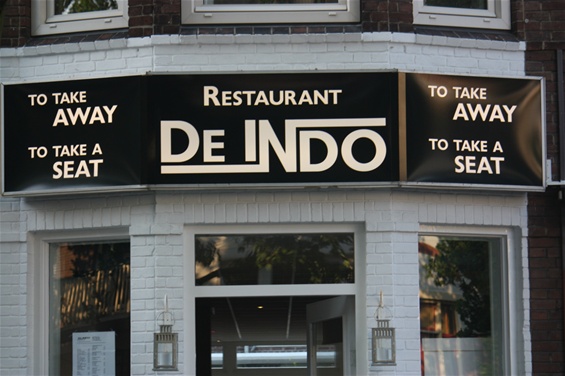 TO TAKE
AWAY
TO TAKE A
SEAT
RESTAURANT
DE INDO
TO TAKE
AWAY
TO TAKE A
SEAT